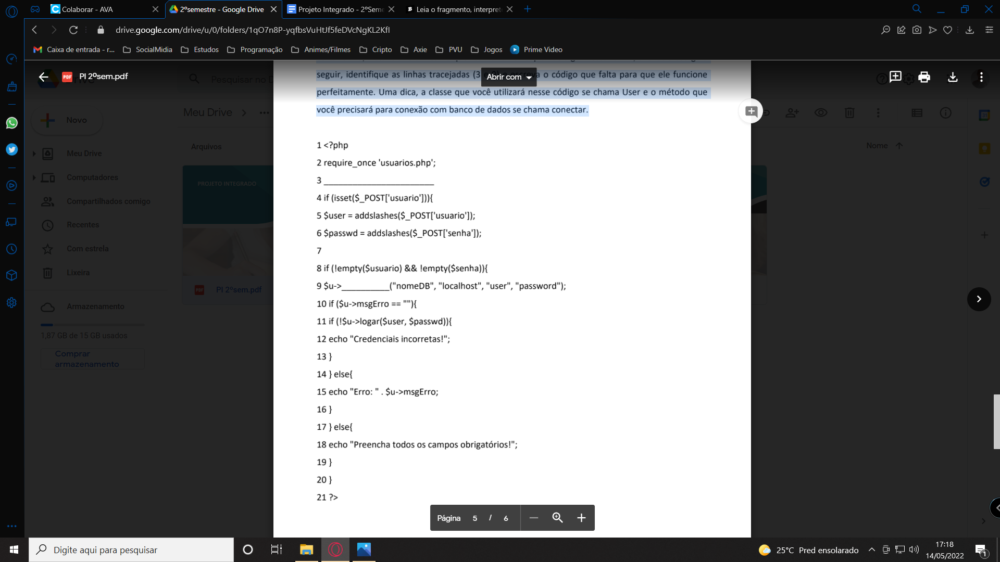 Colaborar - AVA
2ºsemestre - Google Drive
Projeto Integrado - 2ºSeme
Leia o fragmento, interpret
drive.google.com/drive/u/0/folders/1qO7n8P-yqfbsVuHtJf5feDVcNgKL2KfI
Caixa de entrada - r...
SocialMidia
Estudos
Programação
Animes/Filmes
Cripto
Axie
PVU
Jogos
Prime Video
PDF PI 2ºsem.pdf
Drive
Pesquisar no D
Abrir com
seguir, identifique as linhas tracejadas (3 e 9) escreva o código que falta para que ele funcione
perfeitamente. Uma dica, a classe que você utilizará nesse código se chama User e o método que
você precisará para conexão com banco de dados se chama conectar.
Novo
Meu Drive
Computadores
Compartilhados comigo
Recentes
Com estrela
Lixeira
Armazenamento
1,87 GB de 15 GB usados
Comprar
armazenamento
Meu Drive > ...
Arquivos
Nome
PROJETO INTEGRADO
PDF PI 2ºsem.pdf
1 <?php
2 require_once 'usuarios.php';
3 _______________________
4 if (isset($_POST['usuario'])){
5 $user = addslashes($_POST['usuario']);
6 $passwd = addslashes($_POST['senha']);
7
8 if (!empty($usuario) && !empty($senha)){
9 $u->__________("nomeDB", "localhost", "user", "password");
10 if ($u->msgErro == ""){
11 if (!$u->logar($user, $passwd)){
12 echo "Credenciais incorretas!";
13 }
14 } else{
15 echo "Erro: " . $u->msgErro;
16 }
17 } else{
18 echo "Preencha todos os campos obrigatórios!";
19 }
20 }
21 ?>
Página 5 / 6
Digite aqui para pesquisar
25°C Pred ensolarado
17:18
14/05/2022
1